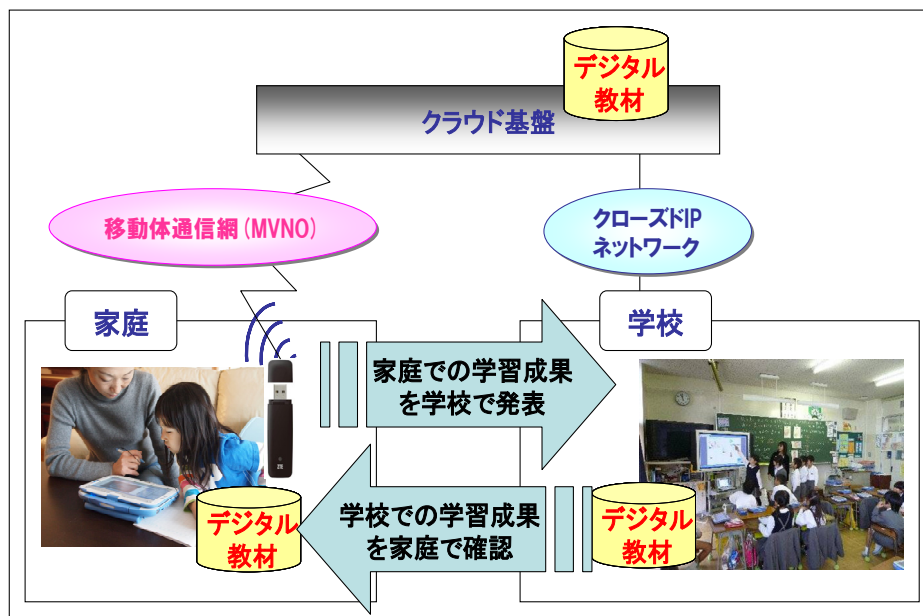 デジタル
教材
クラウド基盤
移動体通信網(MVNO)
クローズドIP
ネットワーク
家庭
学校
家庭での学習成果
を学校で発表
ZTE
学校での学習成果
を家庭で確認
デジタル
教材
デジタル
教材